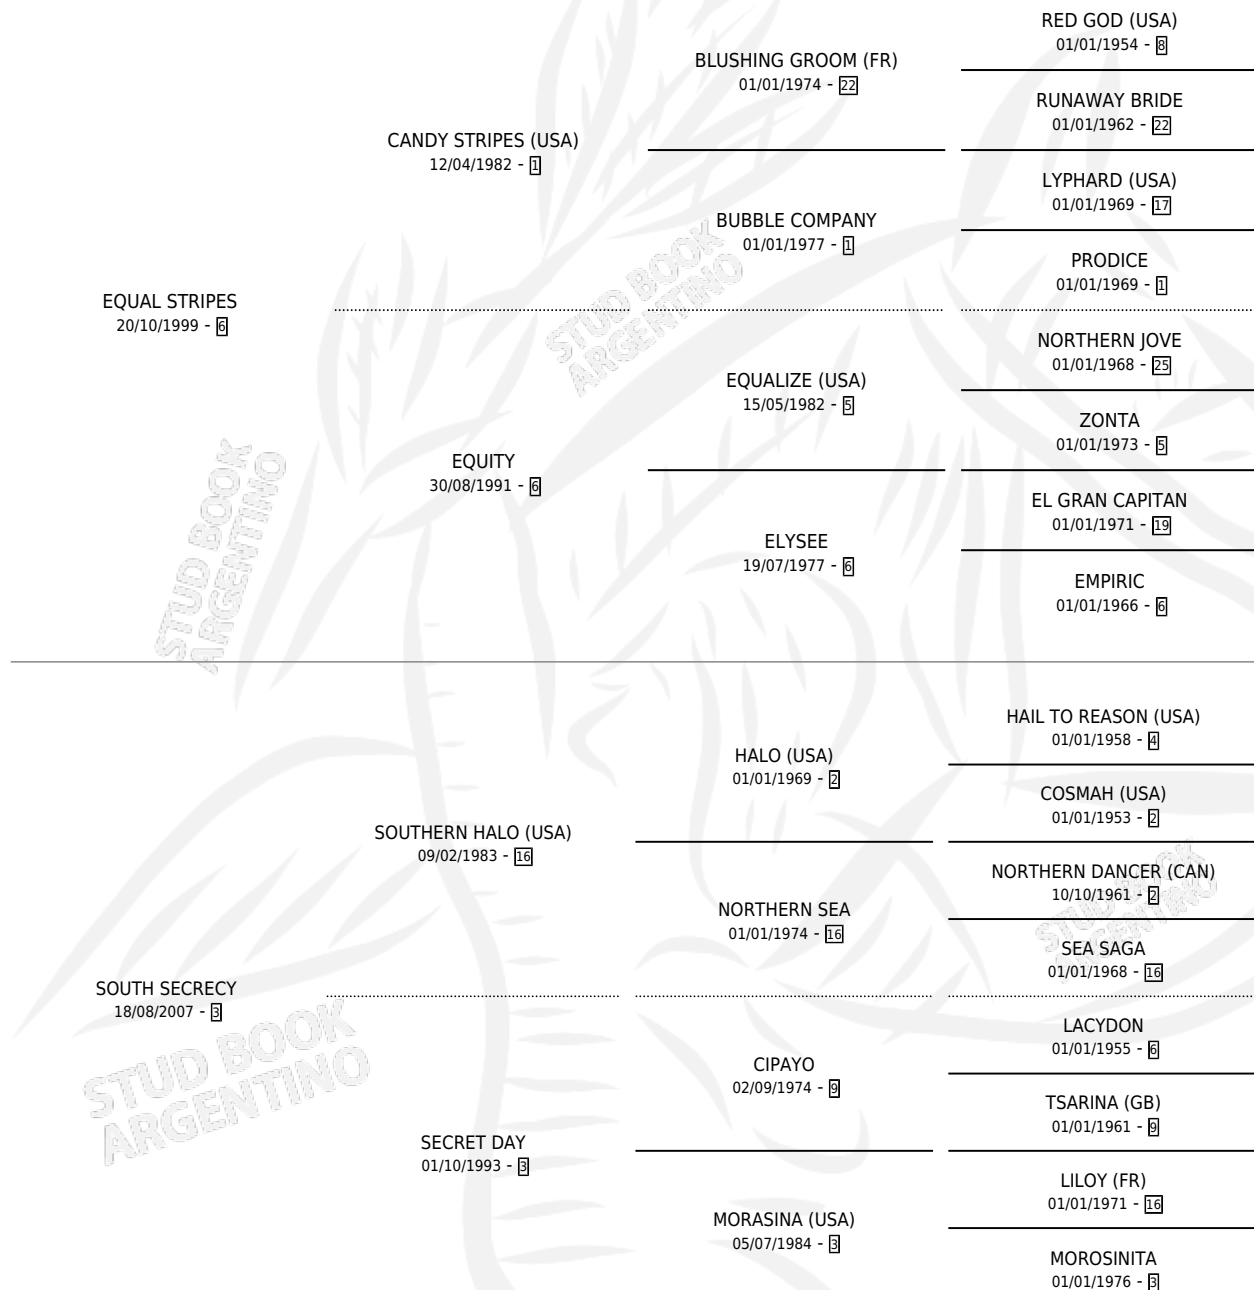 RED GOD (USA)
01/01/1954 - 8
BLUSHING GROOM (FR)
01/01/1974 - 22
RUNAWAY BRIDE
01/01/1962 - 22
CANDY STRIPES (USA)
12/04/1982 - 1
LYPHARD (USA)
01/01/1969 - 17
BUBBLE COMPANY
01/01/1977 - 1
PRODICE
01/01/1969 - 1
EQUAL STRIPES
20/10/1999 - 6
NORTHERN JOVE
01/01/1968 - 25
EQUALIZE (USA)
15/05/1982 - 5
ZONTA
01/01/1973 - 5
EQUITY
30/08/1991 - 6
EL GRAN CAPITAN
01/01/1971 - 19
ELYSEE
19/07/1977 - 6
EMPIRIC
01/01/1966 - 6
HAIL TO REASON (USA)
01/01/1958 - 4
HALO (USA)
01/01/1969 - 2
COSMAH (USA)
01/01/1953 - 2
SOUTHERN HALO (USA)
09/02/1983 - 16
NORTHERN DANCER (CAN)
10/10/1961 - 2
NORTHERN SEA
01/01/1974 - 16
SEA SAGA
01/01/1968 - 16
SOUTH SECRECY
18/08/2007 - 3
LACYDON
01/01/1955 - 6
CIPAYO
02/09/1974 - 9
TSARINA (GB)
01/01/1961 - 9
SECRET DAY
01/10/1993 - 3
LILOY (FR)
01/01/1971 - 16
MORASINA (USA)
05/07/1984 - 3
MOROSINITA
01/01/1976 - 3
STUD BOOK
ARGENTINO
STUD BOOK
ARGENTINO
STUD BOOK
ARGENTINO
STUD BOOK
ARGENTINO